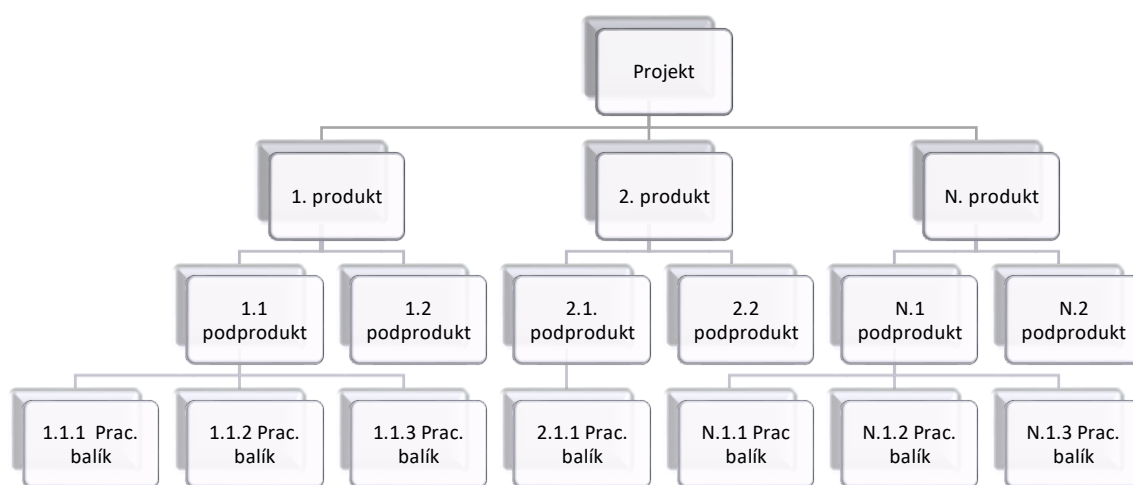 Projekt
1. produkt
2. produkt
N. produkt
1.1
podprodukt
1.2
podprodukt
2.1.
podprodukt
2.2
podprodukt
N.1
podprodukt
N.2
podprodukt
1.1.1 Prac.
balík
1.1.2 Prac.
balík
1.1.3 Prac.
balík
2.1.1 Prac.
balík
N.1.1 Prac
balík
N.1.2 Prac.
balík
N.1.3 Prac.
balík